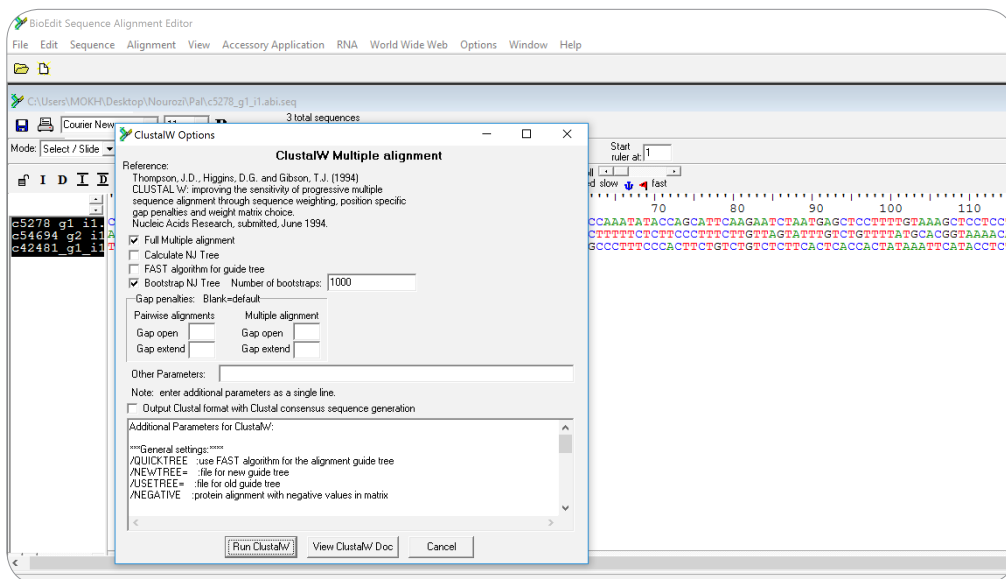 BioEdit Sequence Alignment Editor
File Edit Sequence Alignment View Accessory Application RNA World Wide Web Options Window Help
C:\Users\MOKH\Desktop\Nourozi\Pal\c5278_g1_i1.abi.seq
Courier New
3 total sequences
Mode: Select / Slide
Start
ruler at: 1
slow fast
I D I D
70 80 90 100 110
c5278 g1 i1.
c54694 g2 i1
c42481_g1_i1
CCAAATATACCAGCATTCAAGAATCTAATGAGCTCCTTTTGTAAAGCTCCTCC
CTTTTTCTCTTCCCTTTCTTGTTAGTATTTGTCTGTTTTATGCACGGTAAAAC
GCCCTTTCCCACTTCTGTCTGTCTCTTCACTCACCACTATAAATTCATACCTC
ClustalW Options
ClustalW Multiple alignment
Reference:
Thompson, J.D., Higgins, D.G. and Gibson, T.J. (1994)
CLUSTAL W: improving the sensitivity of progressive multiple
sequence alignment through sequence weighting, position specific
gap penalties and weight matrix choice.
Nucleic Acids Research, submitted, June 1994.
Full Multiple alignment
Calculate NJ Tree
FAST algorithm for guide tree
Bootstrap NJ Tree Number of bootstraps: 1000
Gap penalties: Blank=default
Pairwise alignments Multiple alignment
Gap open Gap open
Gap extend Gap extend
Other Parameters:
Note: enter additional parameters as a single line.
Output Clustal format with Clustal consensus sequence generation
Additional Parameters for ClustalW:
***General settings:****
/QUICKTREE :use FAST algorithm for the alignment guide tree
/NEWTREE= :file for new guide tree
/USETREE= :file for old guide tree
/NEGATIVE :protein alignment with negative values in matrix
Run ClustalW View ClustalW Doc Cancel